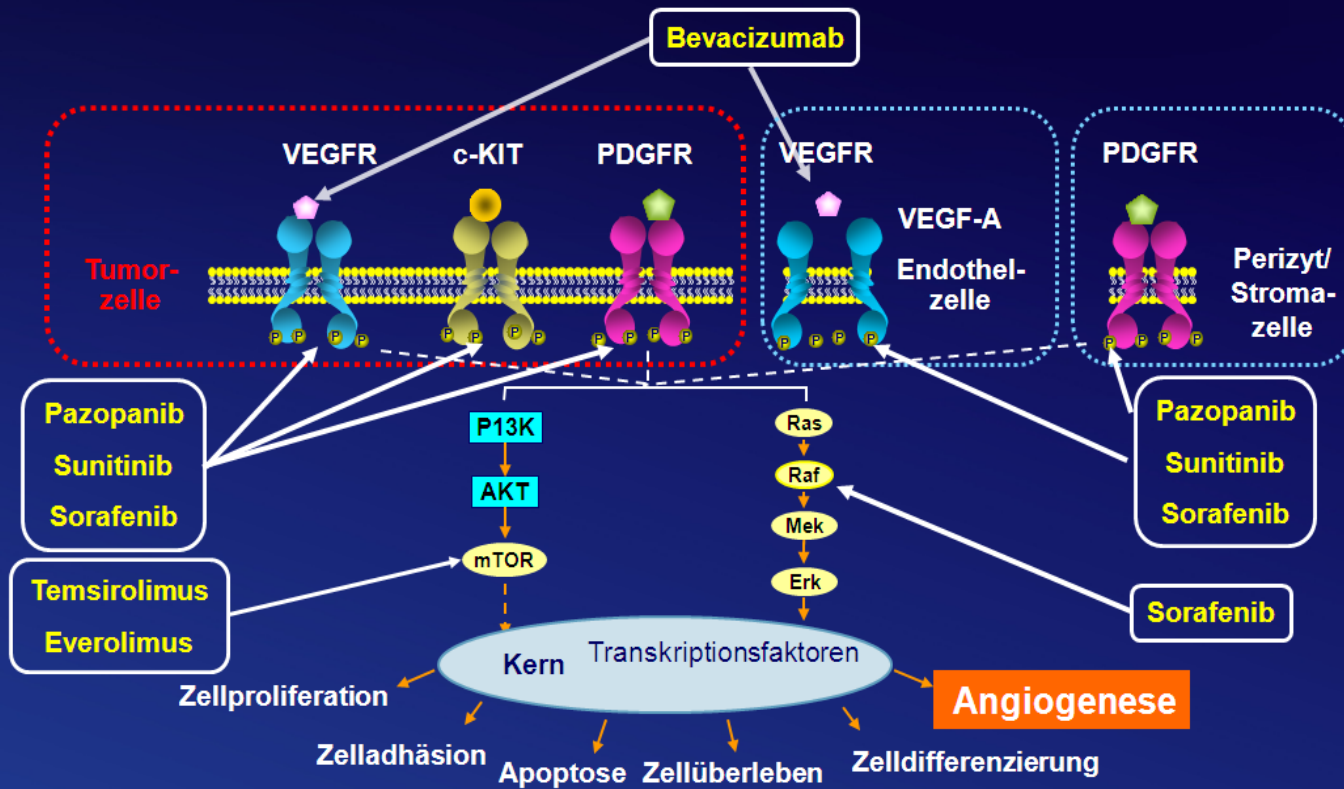 Bevacizumab
VEGFR
c-KIT
PDGFR
VEGFR
PDGFR
VEGF-A
Tumor-
zelle
Endothel-
zelle
Perizyt/
Stroma-
zelle
P P P P
P P P P
P P P P
P P P P
P P P P
Pazopanib
Sunitinib
Sorafenib
P13K
AKT
mTOR
Ras
Raf
Mek
Erk
Pazopanib
Sunitinib
Sorafenib
Temsirolimus
Everolimus
Sorafenib
Kern
Transkriptionsfaktoren
Zellproliferation
Angiogenese
Zelladhäsion
Apoptose
Zellüberleben
Zelldifferenzierung